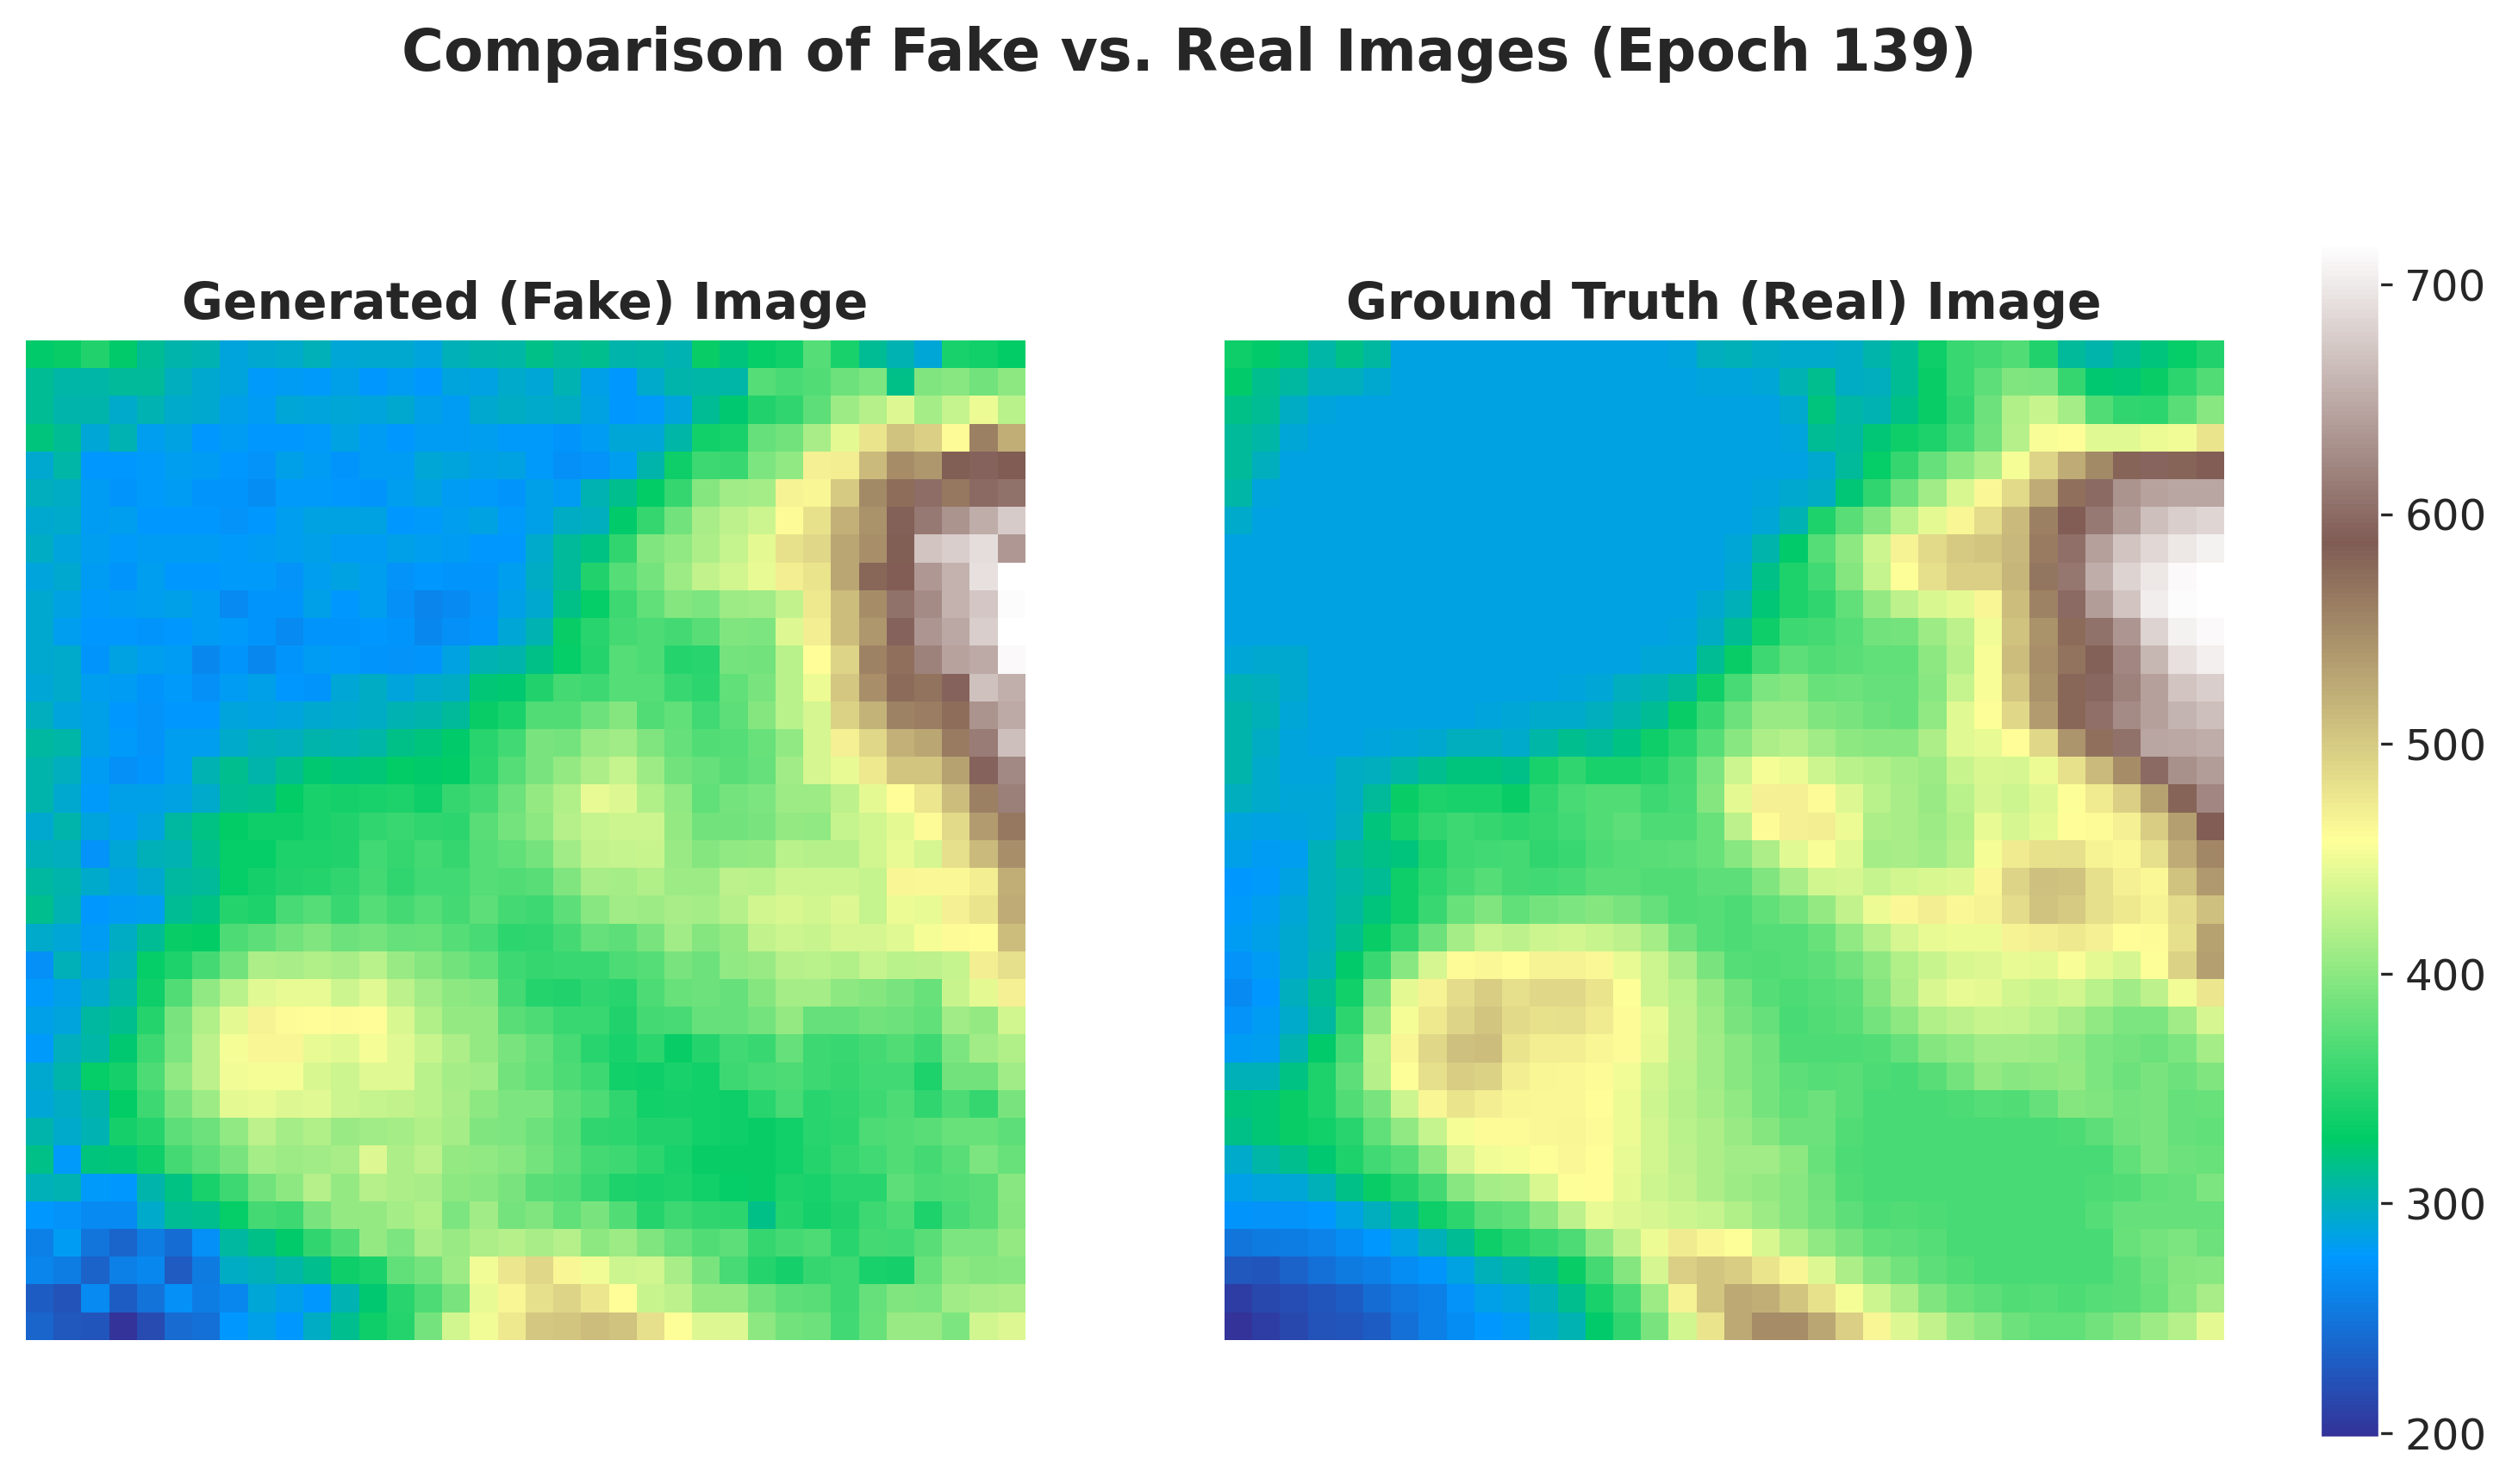 Comparison of Fake vs. Real Images (Epoch 139)
Generated (Fake) Image
Ground Truth (Real) Image
700
600
500
400
300
200